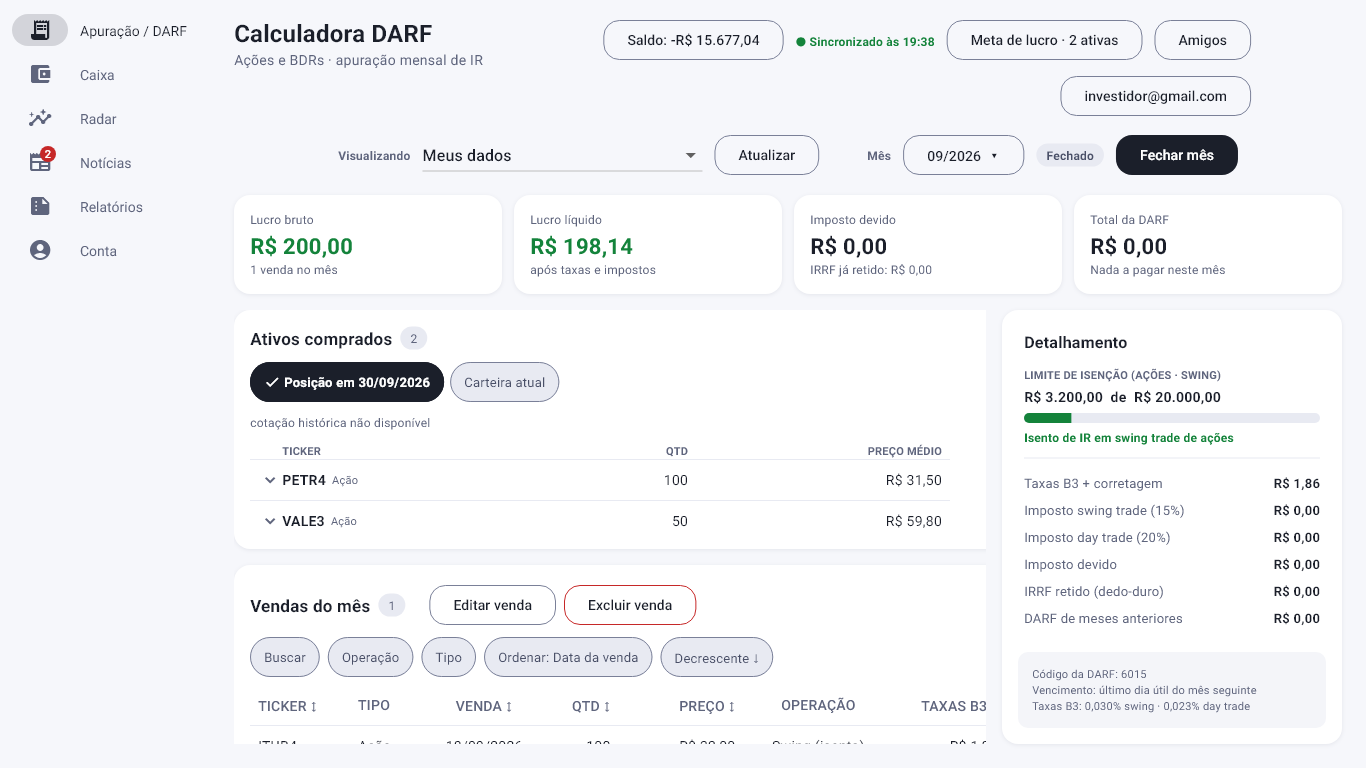 Apuração / DARF
Caixa
Radar
2
Notícias
Relatórios
Conta
Calculadora DARF
Ações e BDRs · apuração mensal de IR
Saldo: -R$ 15.677,04
Sincronizado às 19:38
Meta de lucro · 2 ativas
Amigos
investidor@gmail.com
Visualizando
Meus dados
Atualizar
Mês
09/2026 ▾
Fechado
Fechar mês
Lucro bruto
R$ 200,00
1 venda no mês
Lucro líquido
R$ 198,14
após taxas e impostos
Imposto devido
R$ 0,00
IRRF já retido: R$ 0,00
Total da DARF
R$ 0,00
Nada a pagar neste mês
Ativos comprados 2
Posição em 30/09/2026
Carteira atual
cotação histórica não disponível
TICKER QTD PREÇO MÉDIO
PETR4 Ação 100 R$ 31,50
VALE3 Ação 50 R$ 59,80
Vendas do mês 1
Editar venda
Excluir venda
Buscar
Operação
Tipo
Ordenar: Data da venda
Decrescente ↓
TICKER ↕ TIPO VENDA ↕ QTD ↕ PREÇO ↕ OPERAÇÃO TAXAS B3
Detalhamento
LIMITE DE ISENÇÃO (AÇÕES · SWING)
R$ 3.200,00 de R$ 20.000,00
Isento de IR em swing trade de ações
Taxas B3 + corretagem R$ 1,86
Imposto swing trade (15%) R$ 0,00
Imposto day trade (20%) R$ 0,00
Imposto devido R$ 0,00
IRRF retido (dedo-duro) R$ 0,00
DARF de meses anteriores R$ 0,00
Código da DARF: 6015
Vencimento: último dia útil do mês seguinte
Taxas B3: 0,030% swing · 0,023% day trade